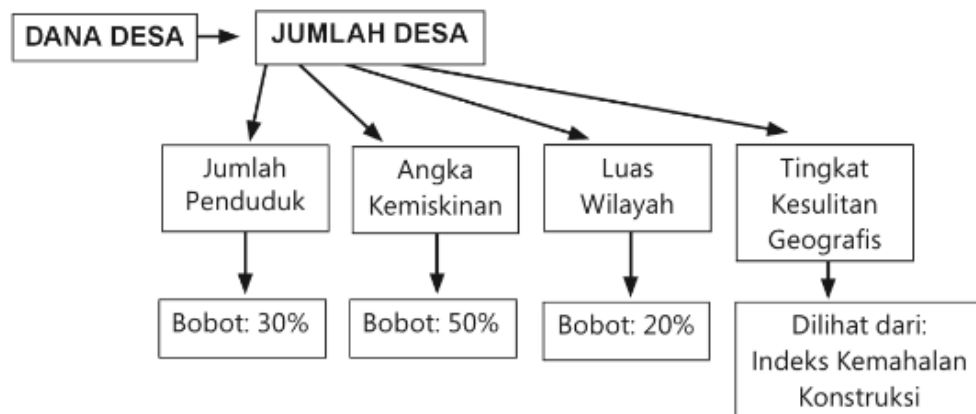 DANA DESA
JUMLAH DESA
Jumlah
Penduduk
Angka
Kemiskinan
Luas
Wilayah
Tingkat
Kesulitan
Geografis
Bobot: 30%
Bobot: 50%
Bobot: 20%
Dilihat dari:
Indeks Kemahalan
Konstruksi